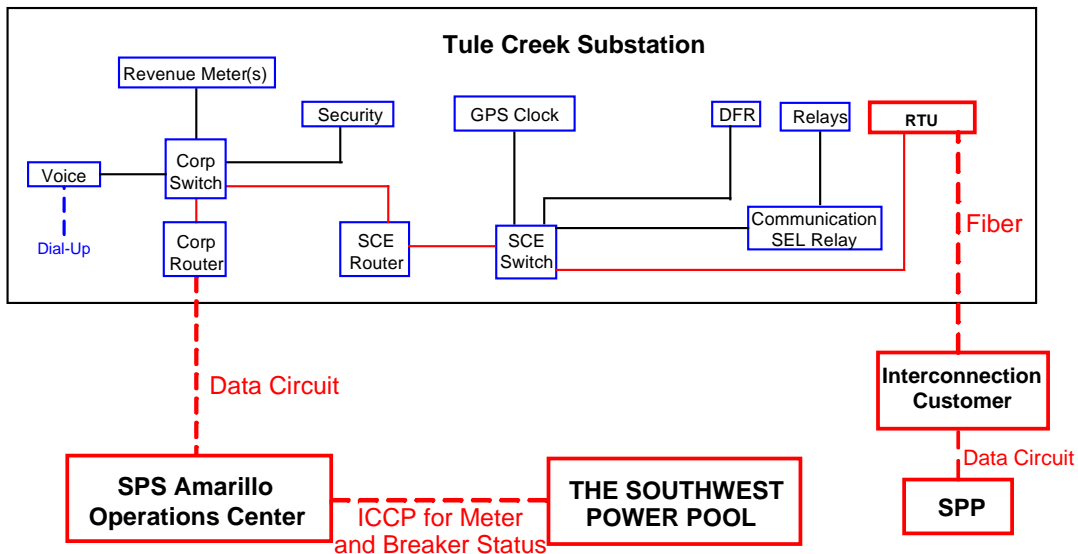 Tule Creek Substation
Revenue Meter(s)
Security
GPS Clock
DFR
Relays
RTU
Voice
Corp
Switch
Dial-Up
Corp
Router
SCE
Router
SCE
Switch
Communication
SEL Relay
Fiber
Data Circuit
Interconnection
Customer
Data Circuit
SPS Amarillo
Operations Center
ICCP for Meter
and Breaker Status
THE SOUTHWEST
POWER POOL
SPP